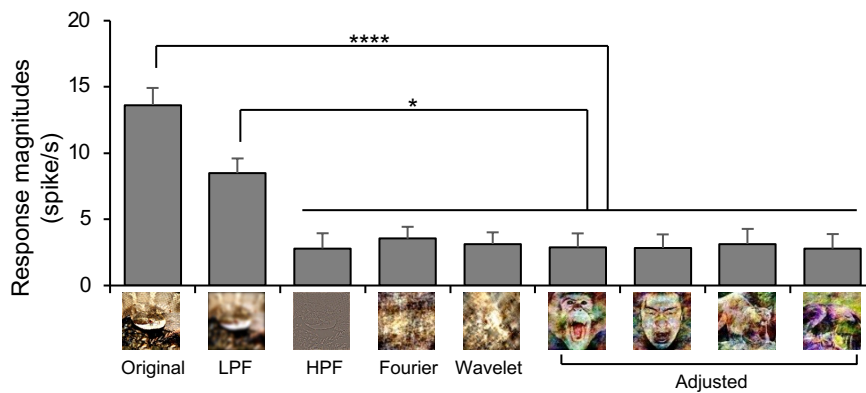 20
****
15
*
10
5
0
Response magnitudes
(spike/s)
Original LPF HPF Fourier Wavelet
Adjusted